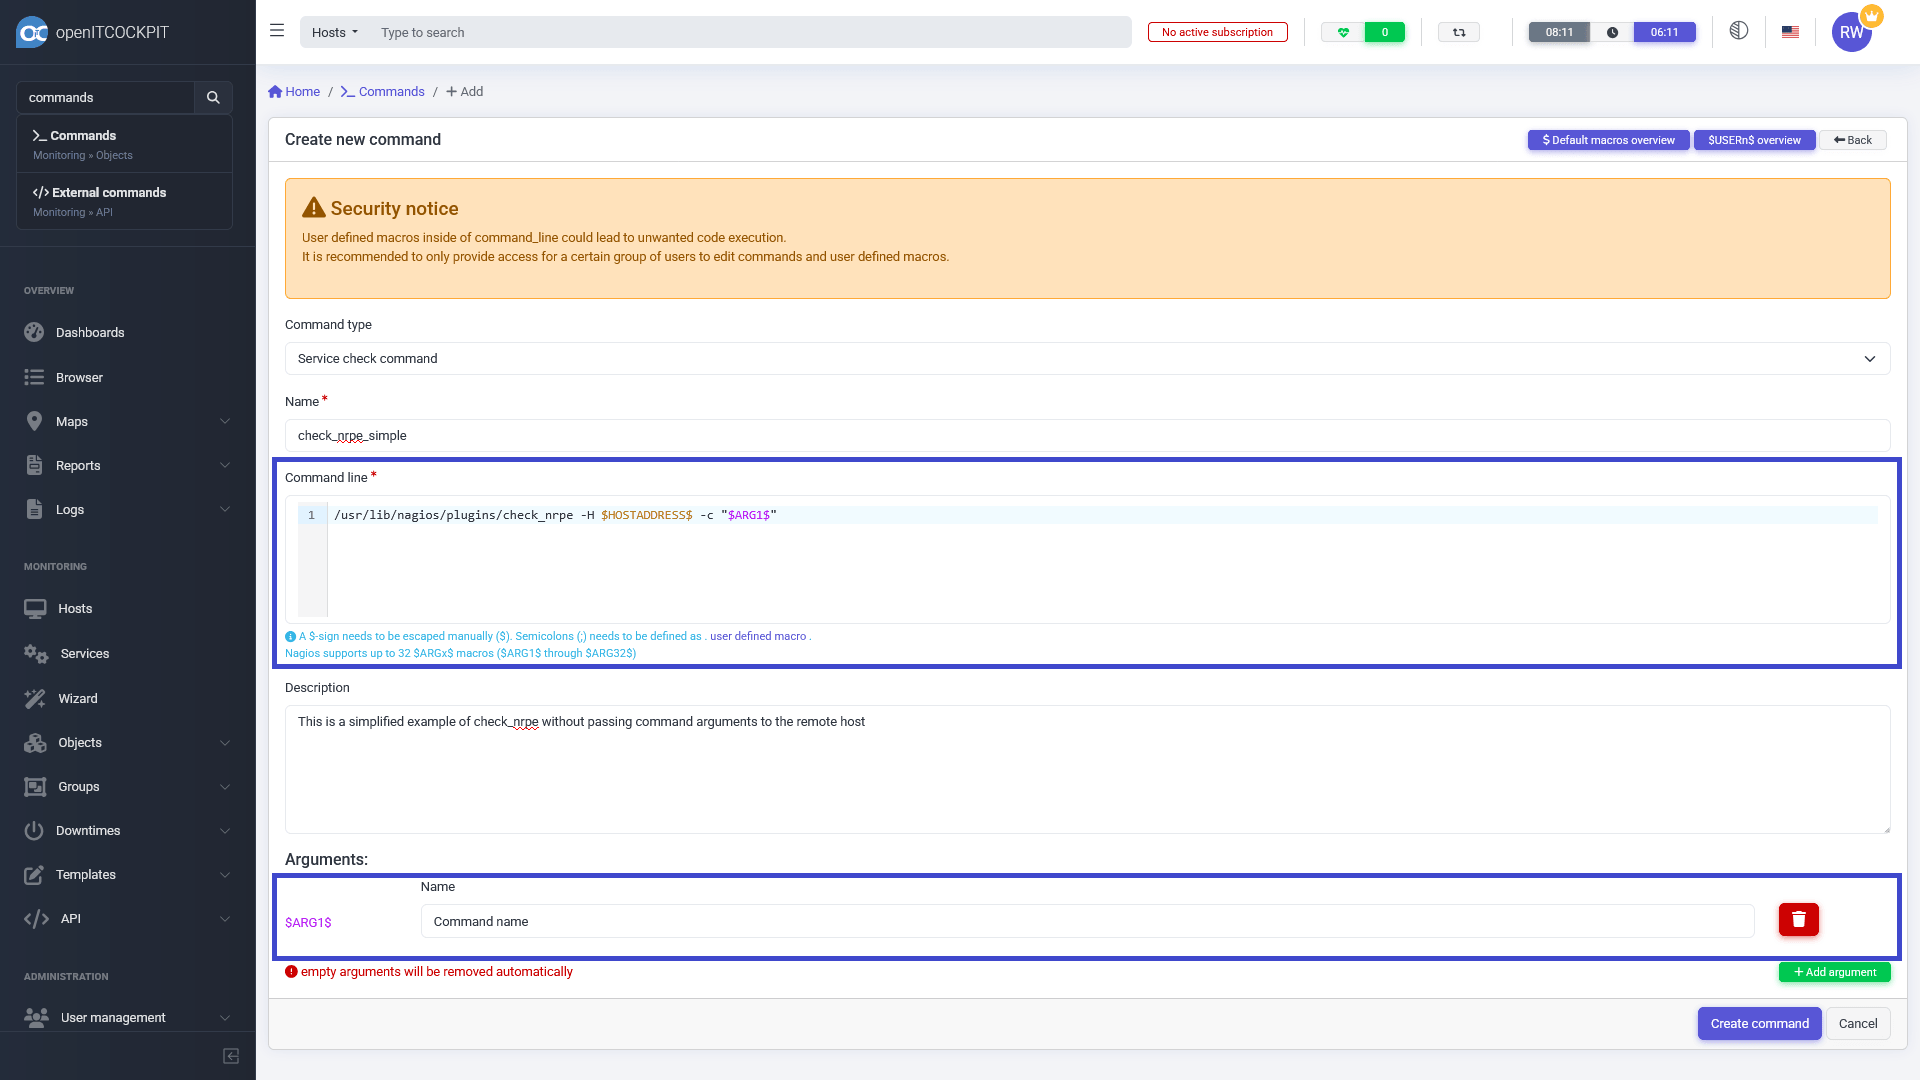 openITCOCKPIT
Hosts
Type to search
No active subscription
0
08:11
06:11
RW
commands
Commands
Monitoring » Objects
External commands
Monitoring » API
OVERVIEW
Dashboards
Browser
Maps
Reports
Logs
MONITORING
Hosts
Services
Wizard
Objects
Groups
Downtimes
Templates
API
ADMINISTRATION
User management
Home / Commands / Add
Create new command
$ Default macros overview
$USERn$ overview
Back
Security notice
User defined macros inside of command_line could lead to unwanted code execution.
It is recommended to only provide access for a certain group of users to edit commands and user defined macros.
Command type
Service check command
Name *
check_nrpe_simple
Command line *
1 /usr/lib/nagios/plugins/check_nrpe -H $HOSTADDRESS$ -c "$ARG1$"
A $-sign needs to be escaped manually ($). Semicolons (;) needs to be defined as . user defined macro .
Nagios supports up to 32 $ARGx$ macros ($ARG1$ through $ARG32$)
Description
This is a simplified example of check_nrpe without passing command arguments to the remote host
Arguments:
Name
$ARG1$
Command name
empty arguments will be removed automatically
+ Add argument
Create command
Cancel